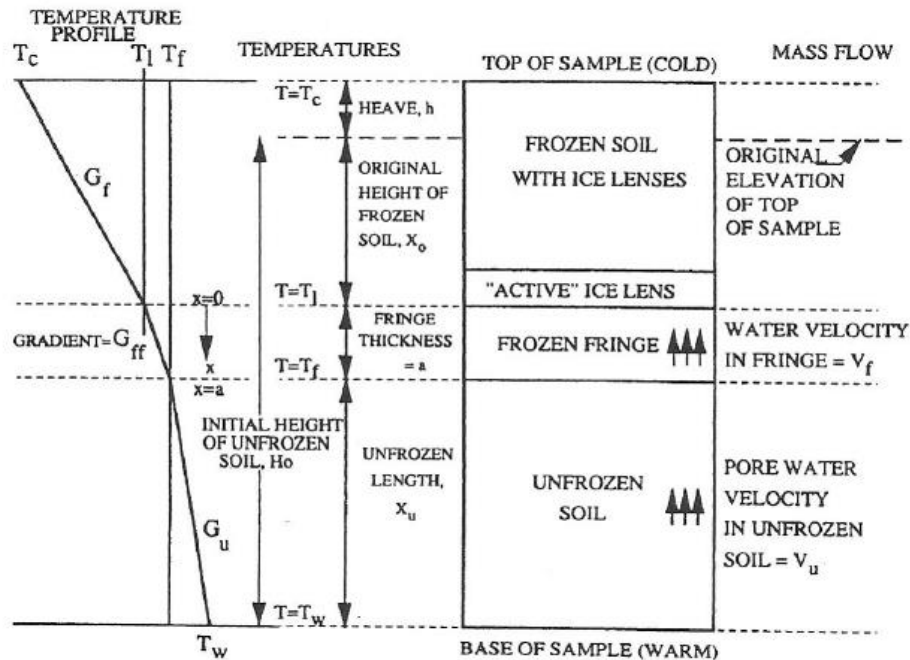 TEMPERATURE
PROFILE
T_c
T_l
T_f
TEMPERATURES
TOP OF SAMPLE (COLD)
MASS FLOW
T=T_c
HEAVE, h
G_f
ORIGINAL
HEIGHT OF
FROZEN
SOIL, X_o
FROZEN SOIL
WITH ICE LENSES
ORIGINAL
ELEVATION
OF TOP
OF SAMPLE
x=0
T=T_l
"ACTIVE" ICE LENS
GRADIENT= G_ff
x
x=a
FRINGE
THICKNESS
= a
T=T_f
FROZEN FRINGE
WATER VELOCITY
IN FRINGE = V_f
INITIAL HEIGHT
OF UNFROZEN
SOIL, Ho
UNFROZEN
LENGTH,
X_u
UNFROZEN
SOIL
PORE WATER
VELOCITY
IN UNFROZEN
SOIL = V_u
G_u
T=T_w
T_w
BASE OF SAMPLE (WARM)